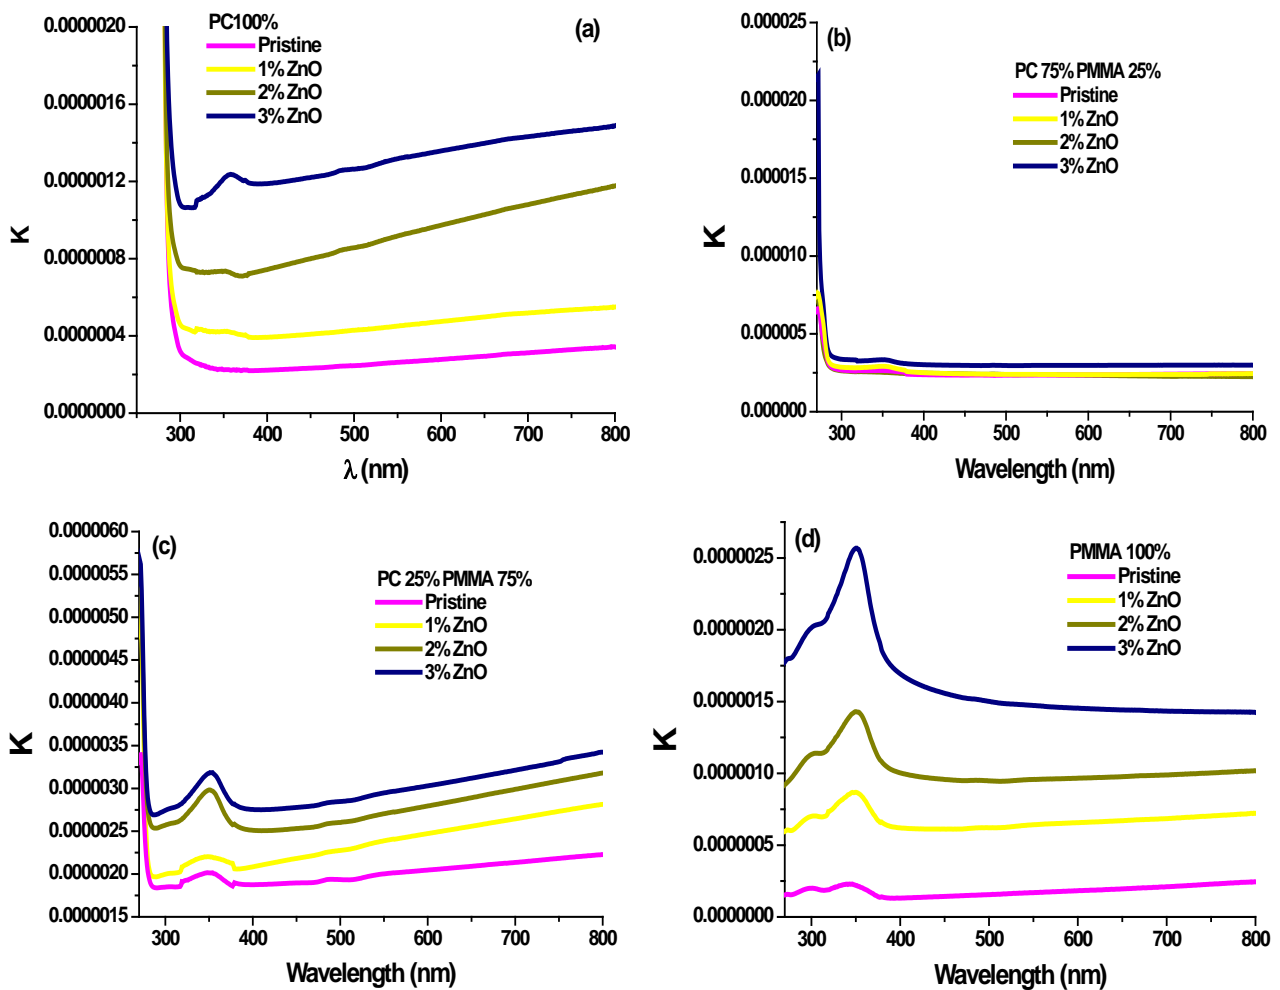 PC100%
(a)
Pristine
1% ZnO
2% ZnO
3% ZnO
0.0000020
0.0000016
0.0000012
0.0000008
0.0000004
0.0000000
K
300 400 500 600 700 800
λ (nm)
(b)
PC 75% PMMA 25%
Pristine
1% ZnO
2% ZnO
3% ZnO
0.000025
0.000020
0.000015
0.000010
0.000005
0.000000
K
300 400 500 600 700 800
Wavelength (nm)
(c)
PC 25% PMMA 75%
Pristine
1% ZnO
2% ZnO
3% ZnO
0.0000060
0.0000055
0.0000050
0.0000045
0.0000040
0.0000035
0.0000030
0.0000025
0.0000020
0.0000015
K
300 400 500 600 700 800
Wavelength (nm)
(d)
PMMA 100%
Pristine
1% ZnO
2% ZnO
3% ZnO
0.0000025
0.0000020
0.0000015
0.0000010
0.0000005
0.0000000
K
300 400 500 600 700 800
Wavelength (nm)